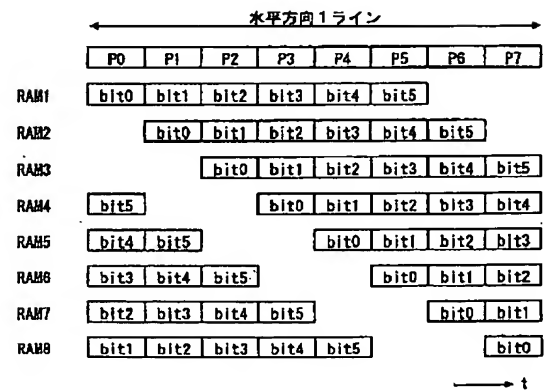 水平方向1ライン
P0 P1 P2 P3 P4 P5 P6 P7
RAM1 bit0 bit1 bit2 bit3 bit4 bit5
RAM2 bit0 bit1 bit2 bit3 bit4 bit5
RAM3 bit0 bit1 bit2 bit3 bit4 bit5
RAM4 bit5 bit0 bit1 bit2 bit3 bit4
RAM5 bit4 bit5 bit0 bit1 bit2 bit3
RAM6 bit3 bit4 bit5 bit0 bit1 bit2
RAM7 bit2 bit3 bit4 bit5 bit0 bit1
RAM8 bit1 bit2 bit3 bit4 bit5 bit0
t